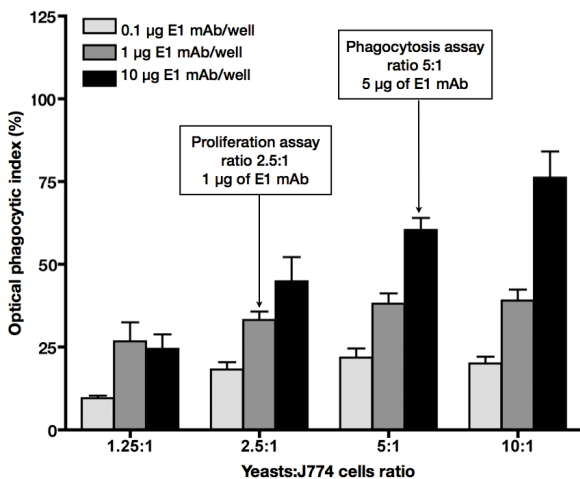 0.1 µg E1 mAb/well
1 µg E1 mAb/well
10 µg E1 mAb/well
Phagocytosis assay
ratio 5:1
5 µg of E1 mAb
Proliferation assay
ratio 2.5:1
1 µg of E1 mAb
Optical phagocytic index (%)
125
100
75
50
25
0
1.25:1
2.5:1
5:1
10:1
Yeasts:J774 cells ratio